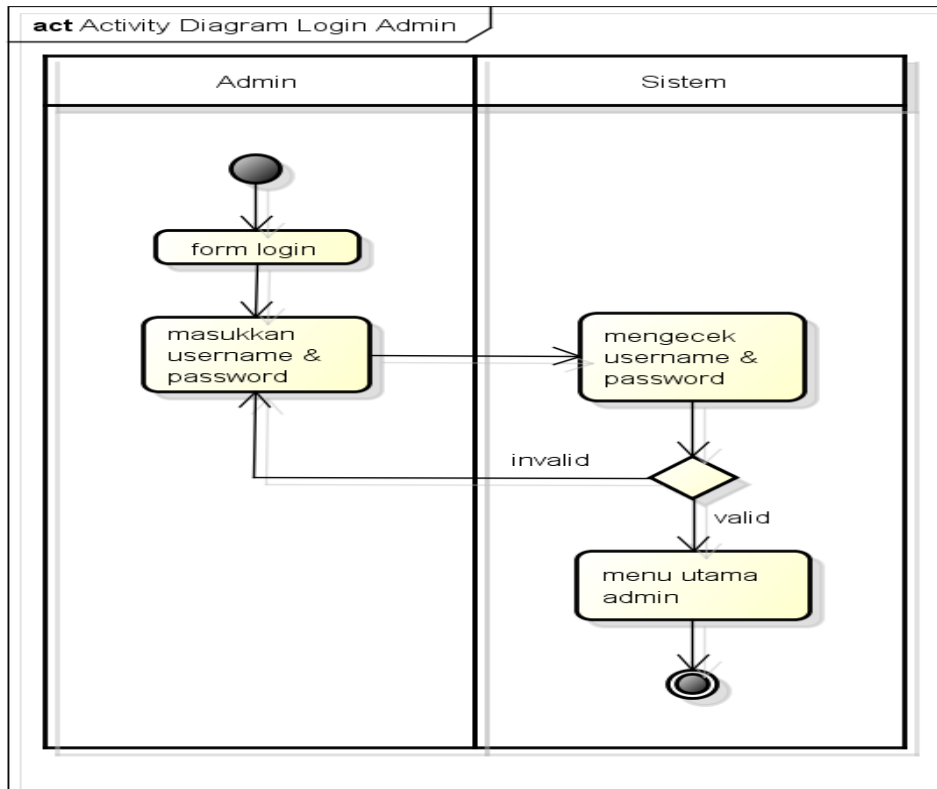 act Activity Diagram Login Admin
Admin
Sistem
form login
masukkan
username &
password
mengecek
username &
password
invalid
valid
menu utama
admin